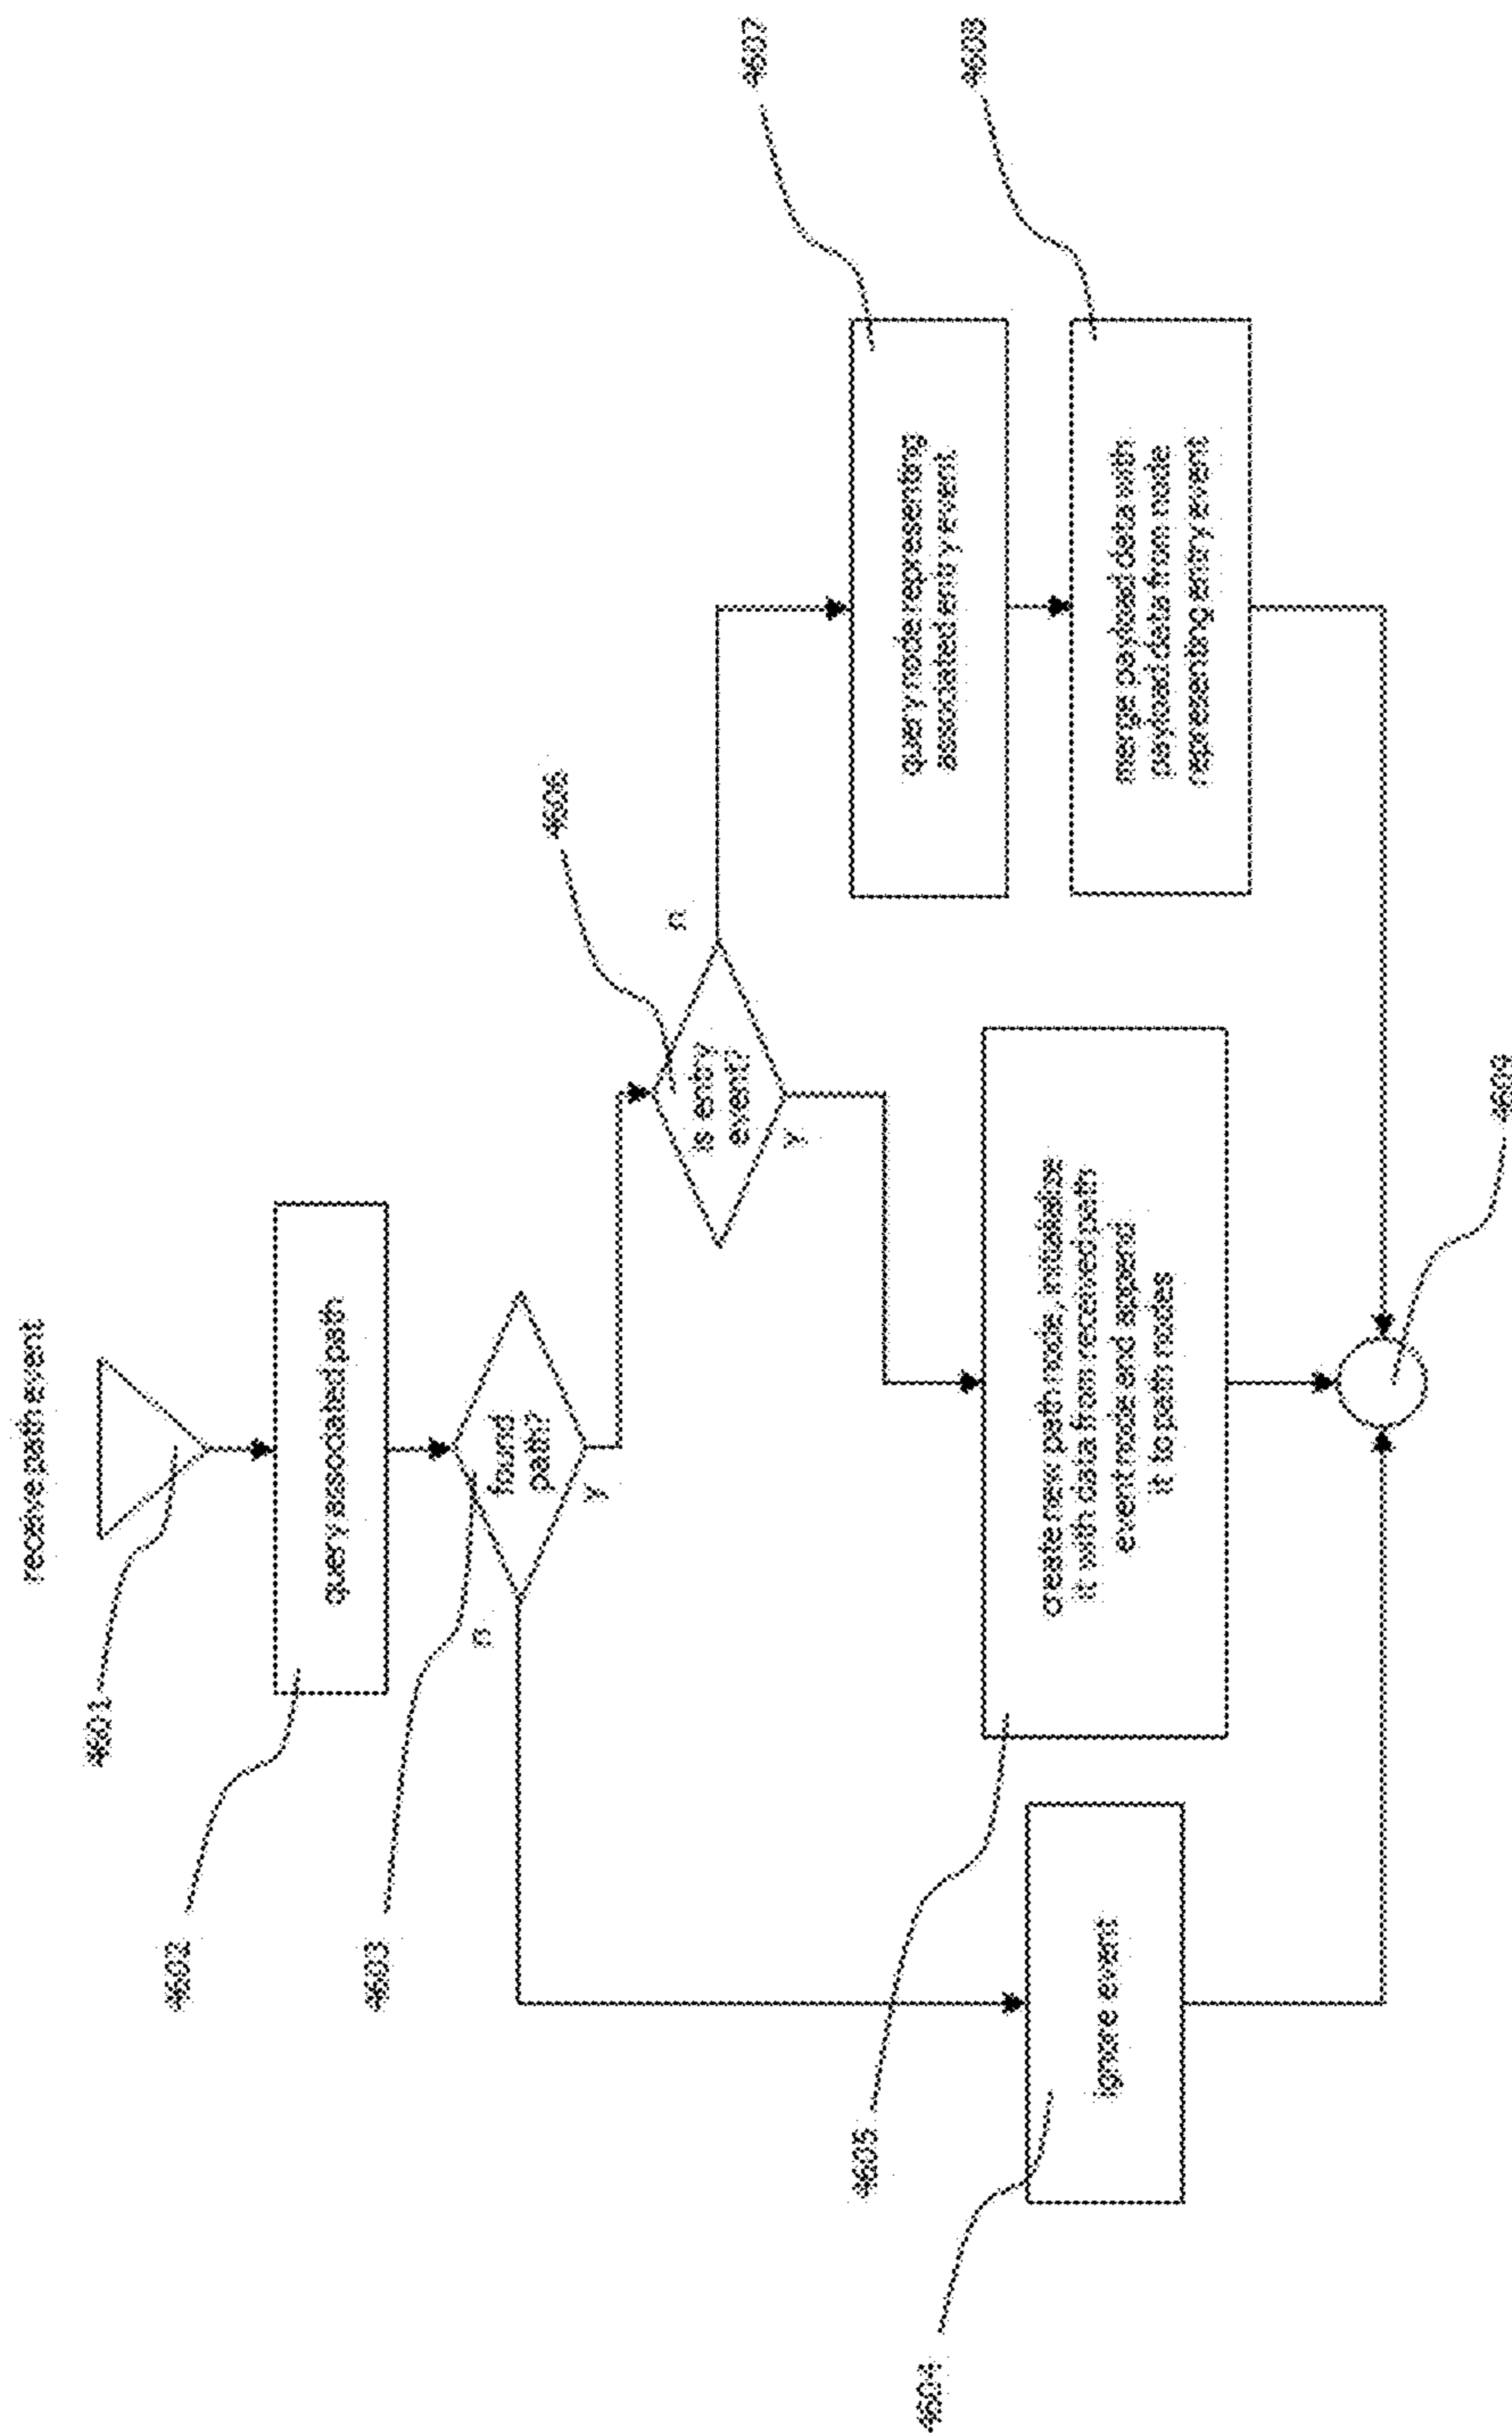 receive path event
4601
query associated path
4602
found
path?
4603
n
y
is entry
event?
4606
n
y
query node representing
associated entry event
4607
merge payload data with
payload data from node
representing entry event
4608
create new path node, initialize
it with data from received path
event node and append
it to path nodes
4605
ignore event
4604
4609